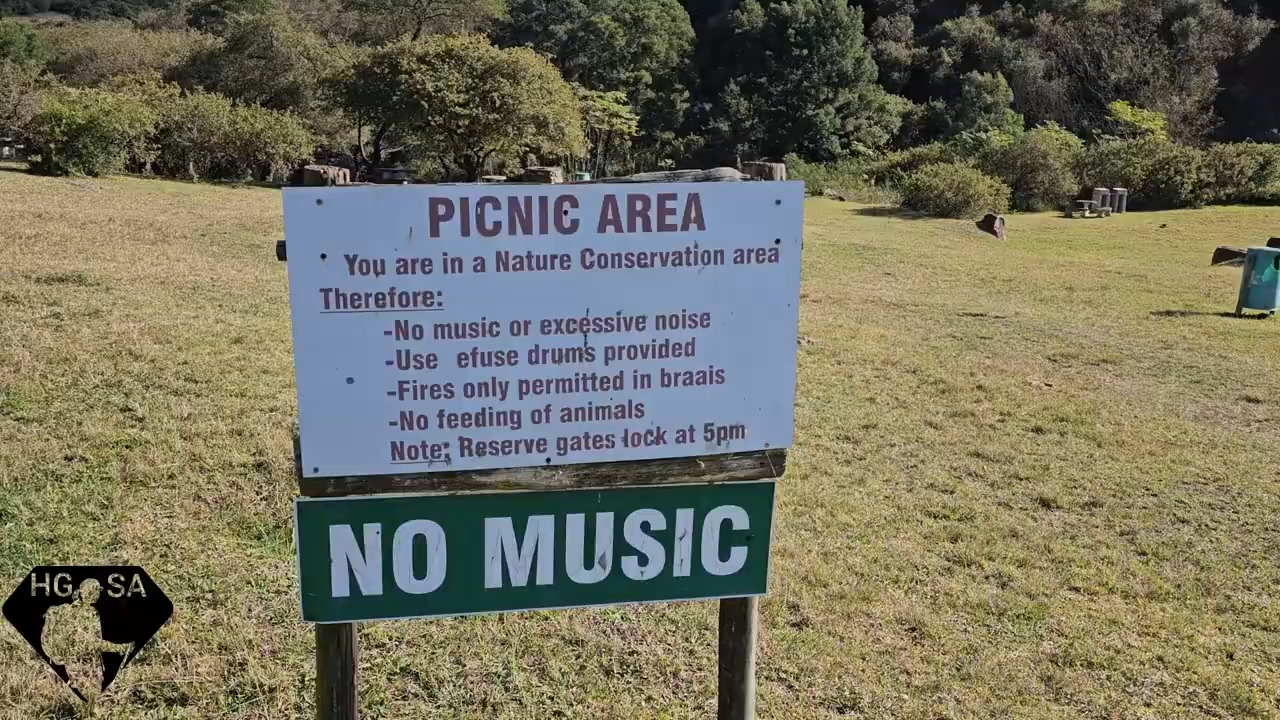 PICNIC AREA
You are in a Nature Conservation area
Therefore:
-No music or excessive noise
-Use efuse drums provided
-Fires only permitted in braais
-No feeding of animals
Note: Reserve gates lock at 5pm
NO MUSIC
HG SA